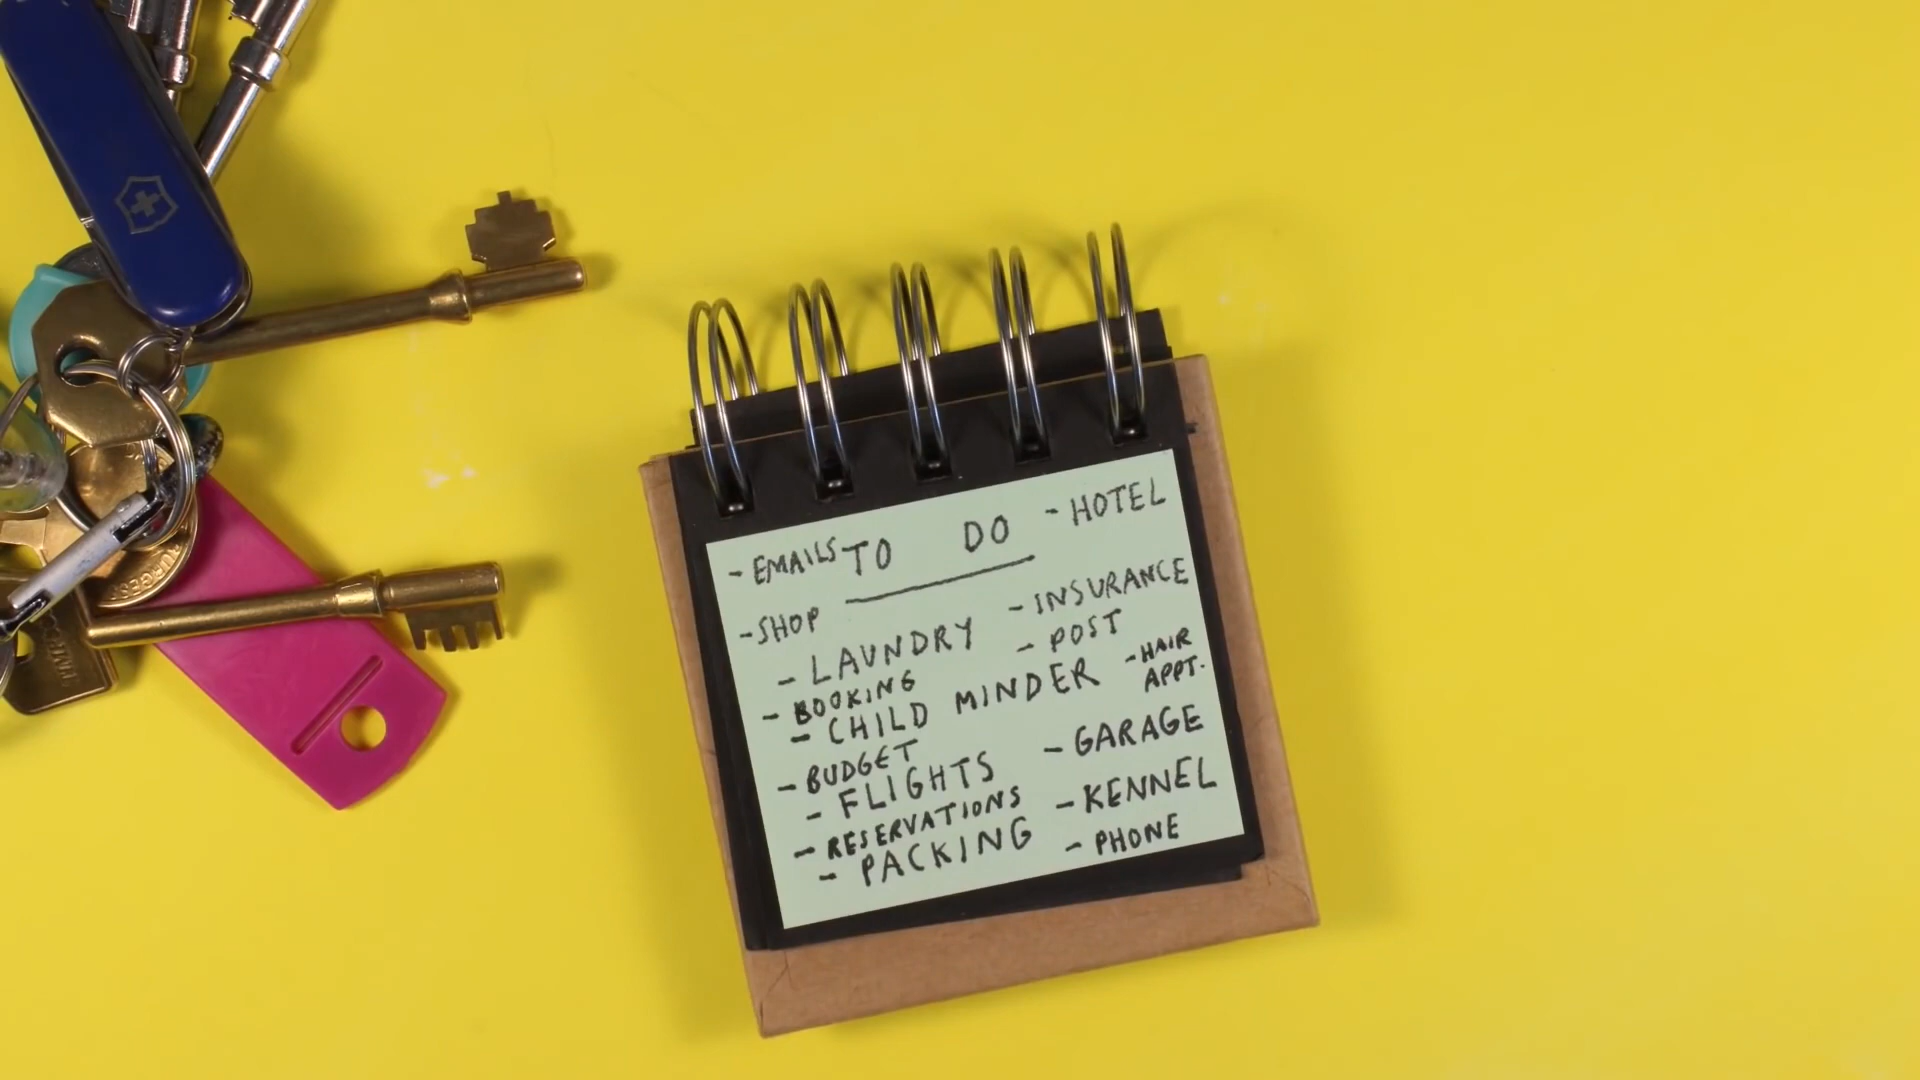 TO DO
- EMAILS
- SHOP
- LAUNDRY
- BOOKING
- CHILD MINDER
- BUDGET
- FLIGHTS
- RESERVATIONS
- PACKING
- HOTEL
- INSURANCE
- POST
- HAIR
APPT.
- GARAGE
- KENNEL
- PHONE